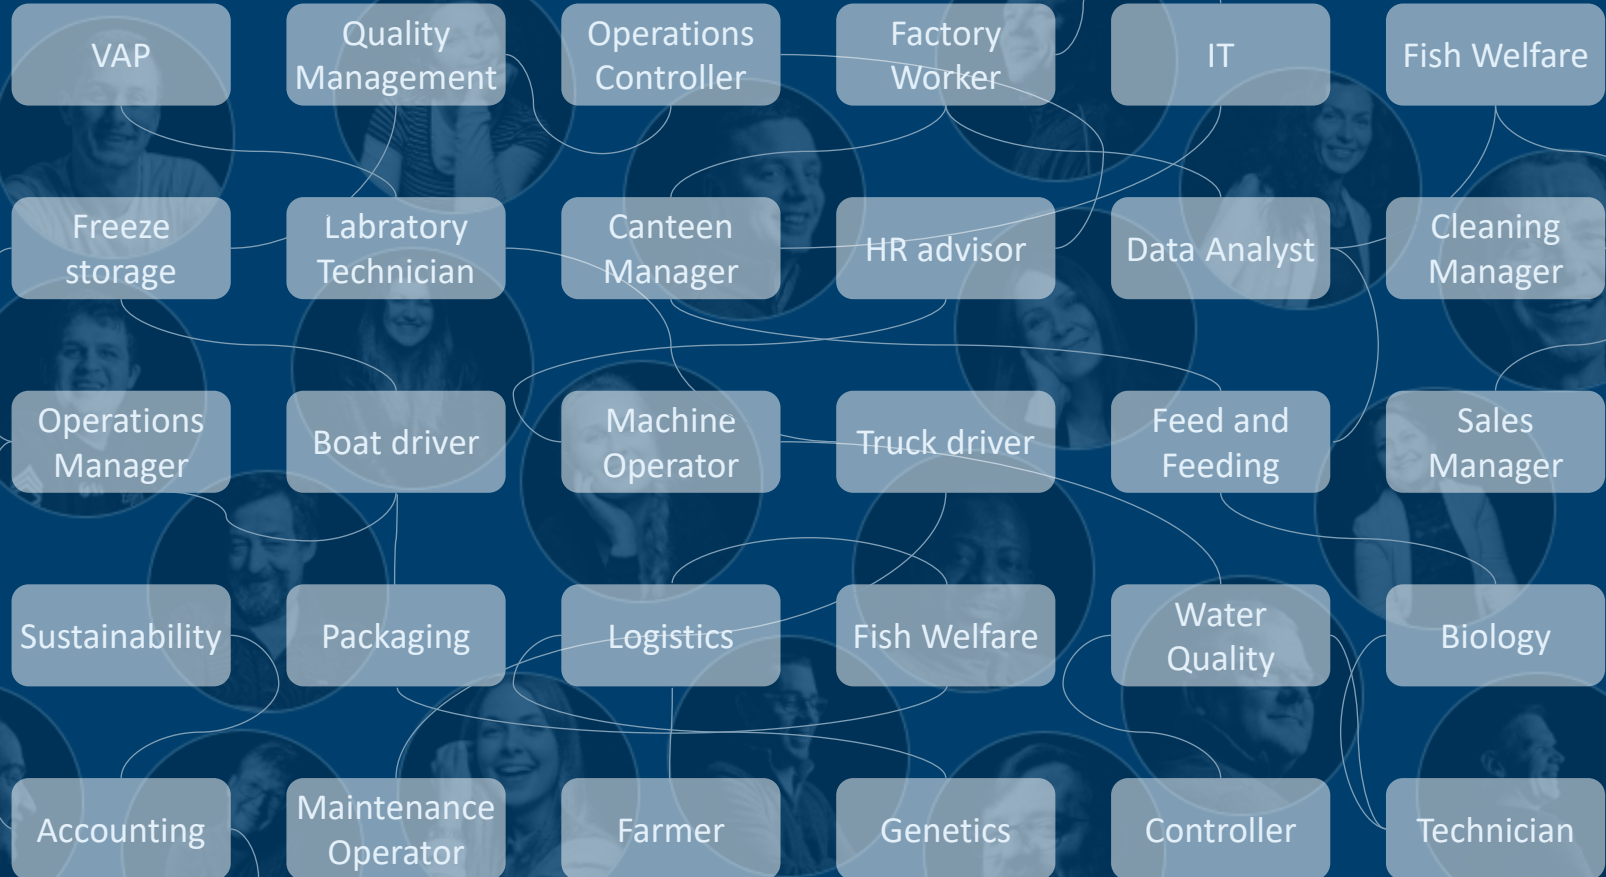 VAP
Quality
Management
Operations
Controller
Factory
Worker
IT
Fish Welfare
Freeze
storage
Labratory
Technician
Canteen
Manager
HR advisor
Data Analyst
Cleaning
Manager
Operations
Manager
Boat driver
Machine
Operator
Truck driver
Feed and
Feeding
Sales
Manager
Sustainability
Packaging
Logistics
Fish Welfare
Water
Quality
Biology
Accounting
Maintenance
Operator
Farmer
Genetics
Controller
Technician